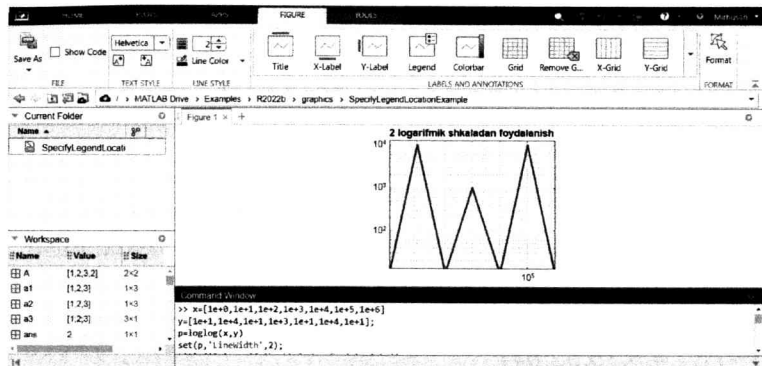 HOME PLOTS APPS FIGURE TOOLS
Save As
Show Code
Helvetica
2
Line Color
Title X-Label Y-Label Legend Colorbar Grid Remove G... X-Grid Y-Grid
Format
FILE TEXT STYLE LINE STYLE LABELS AND ANNOTATIONS FORMAT
/ > MATLAB Drive > Examples > R2022b > graphics > SpecifyLegendLocationExample
Current Folder
Name
SpecifyLegendLocati
Figure 1 × +
2 logarifmik shkaladan foydalanish
10⁴
10³
10²
10⁵
Workspace
Name Value Size
A [1,2,3,2] 2×2
a1 [1,2,3] 1×3
a2 [1,2,3] 1×3
a3 [1;2;3] 3×1
ans 2 1×1
Command Window
>> x=[1e+0,1e+1,1e+2,1e+3,1e+4,1e+5,1e+6]
y=[1e+1,1e+4,1e+1,1e+3,1e+1,1e+4,1e+1];
p=loglog(x,y)
set(p,'LineWidth',2);